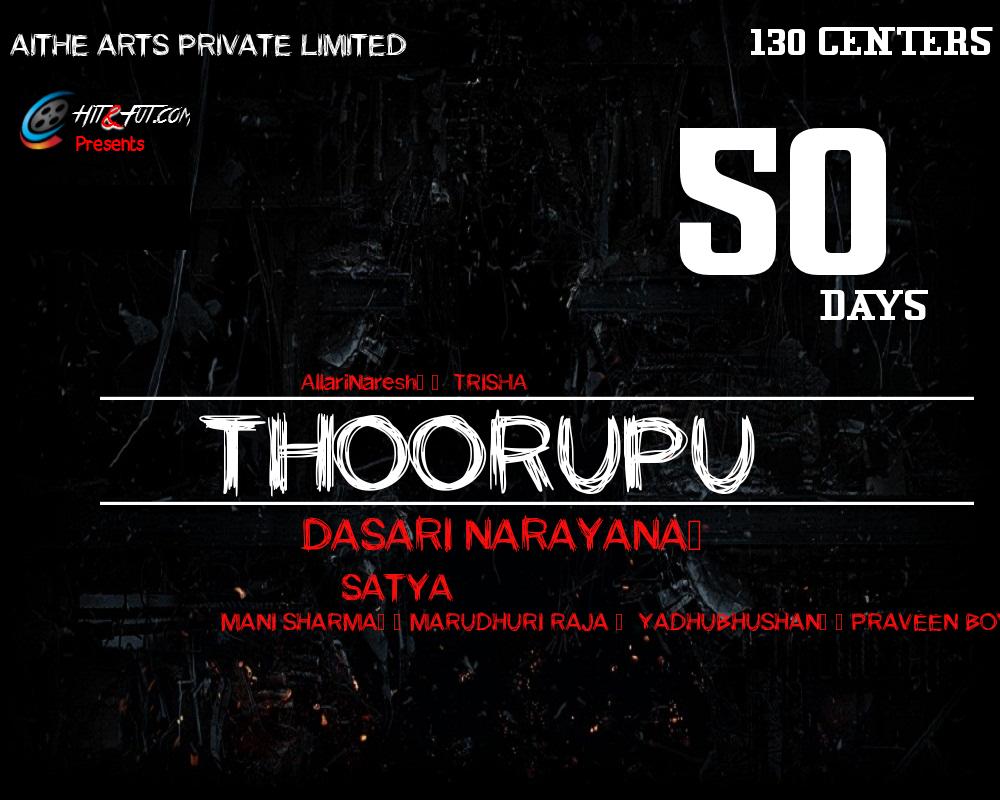 AITHE ARTS PRIVATE LIMITED
130 CENTERS
HIT&FUT.COM
Presents
50
DAYS
AllariNaresh TRISHA
THOORUPU
DASARI NARAYANA
SATYA
MANI SHARMA MARUDHURI RAJA YADHUBHUSHAN PRAVEEN